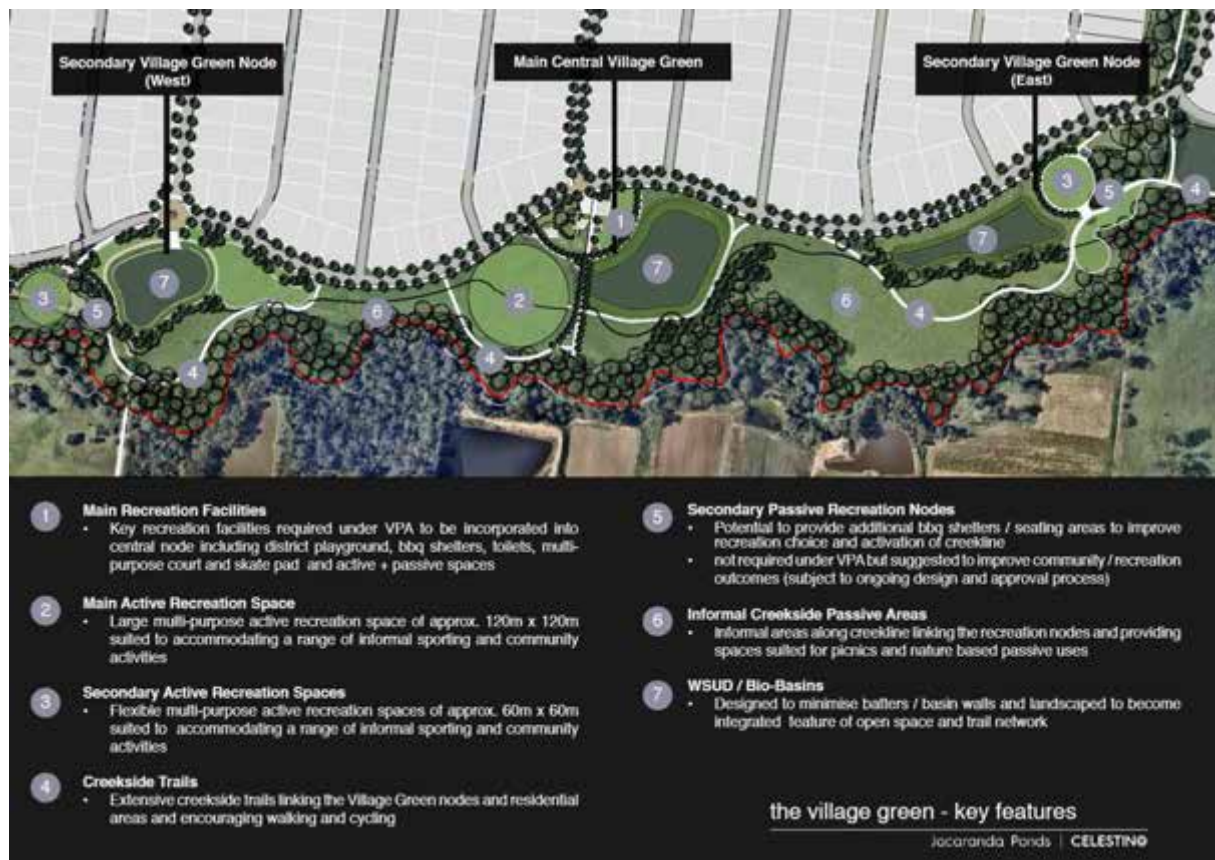 Secondary Village Green Node
(West)
Main Central Village Green
Secondary Village Green Node
(East)
3
5
7
4
6
2
4
1
7
6
7
4
3
5
4
1
Main Recreation Facilities
• Key recreation facilities required under VPA to be incorporated into
central node including district playground, bbq shelters, toilets, multi-
purpose court and skate pad and active + passive spaces
2
Main Active Recreation Space
• Large multi-purpose active recreation space of approx. 120m x 120m
suited to accommodating a range of informal sporting and community
activities
3
Secondary Active Recreation Spaces
• Flexible multi-purpose active recreation spaces of approx. 60m x 60m
suited to accommodating a range of informal sporting and community
activities
4
Creekside Trails
• Extensive creekside trails linking the Village Green nodes and residential
areas and encouraging walking and cycling
5
Secondary Passive Recreation Nodes
• Potential to provide additional bbq shelters / seating areas to improve
recreation choice and activation of creekline
• not required under VPA but suggested to improve community / recreation
outcomes (subject to ongoing design and approval process)
6
Informal Creekside Passive Areas
• Informal areas along creekline linking the recreation nodes and providing
spaces suited for picnics and nature based passive uses
7
WSUD / Bio-Basins
• Designed to minimise batters / basin walls and landscaped to become
integrated feature of open space and trail network
the village green - key features
Jacaranda Ponds | CELESTINO